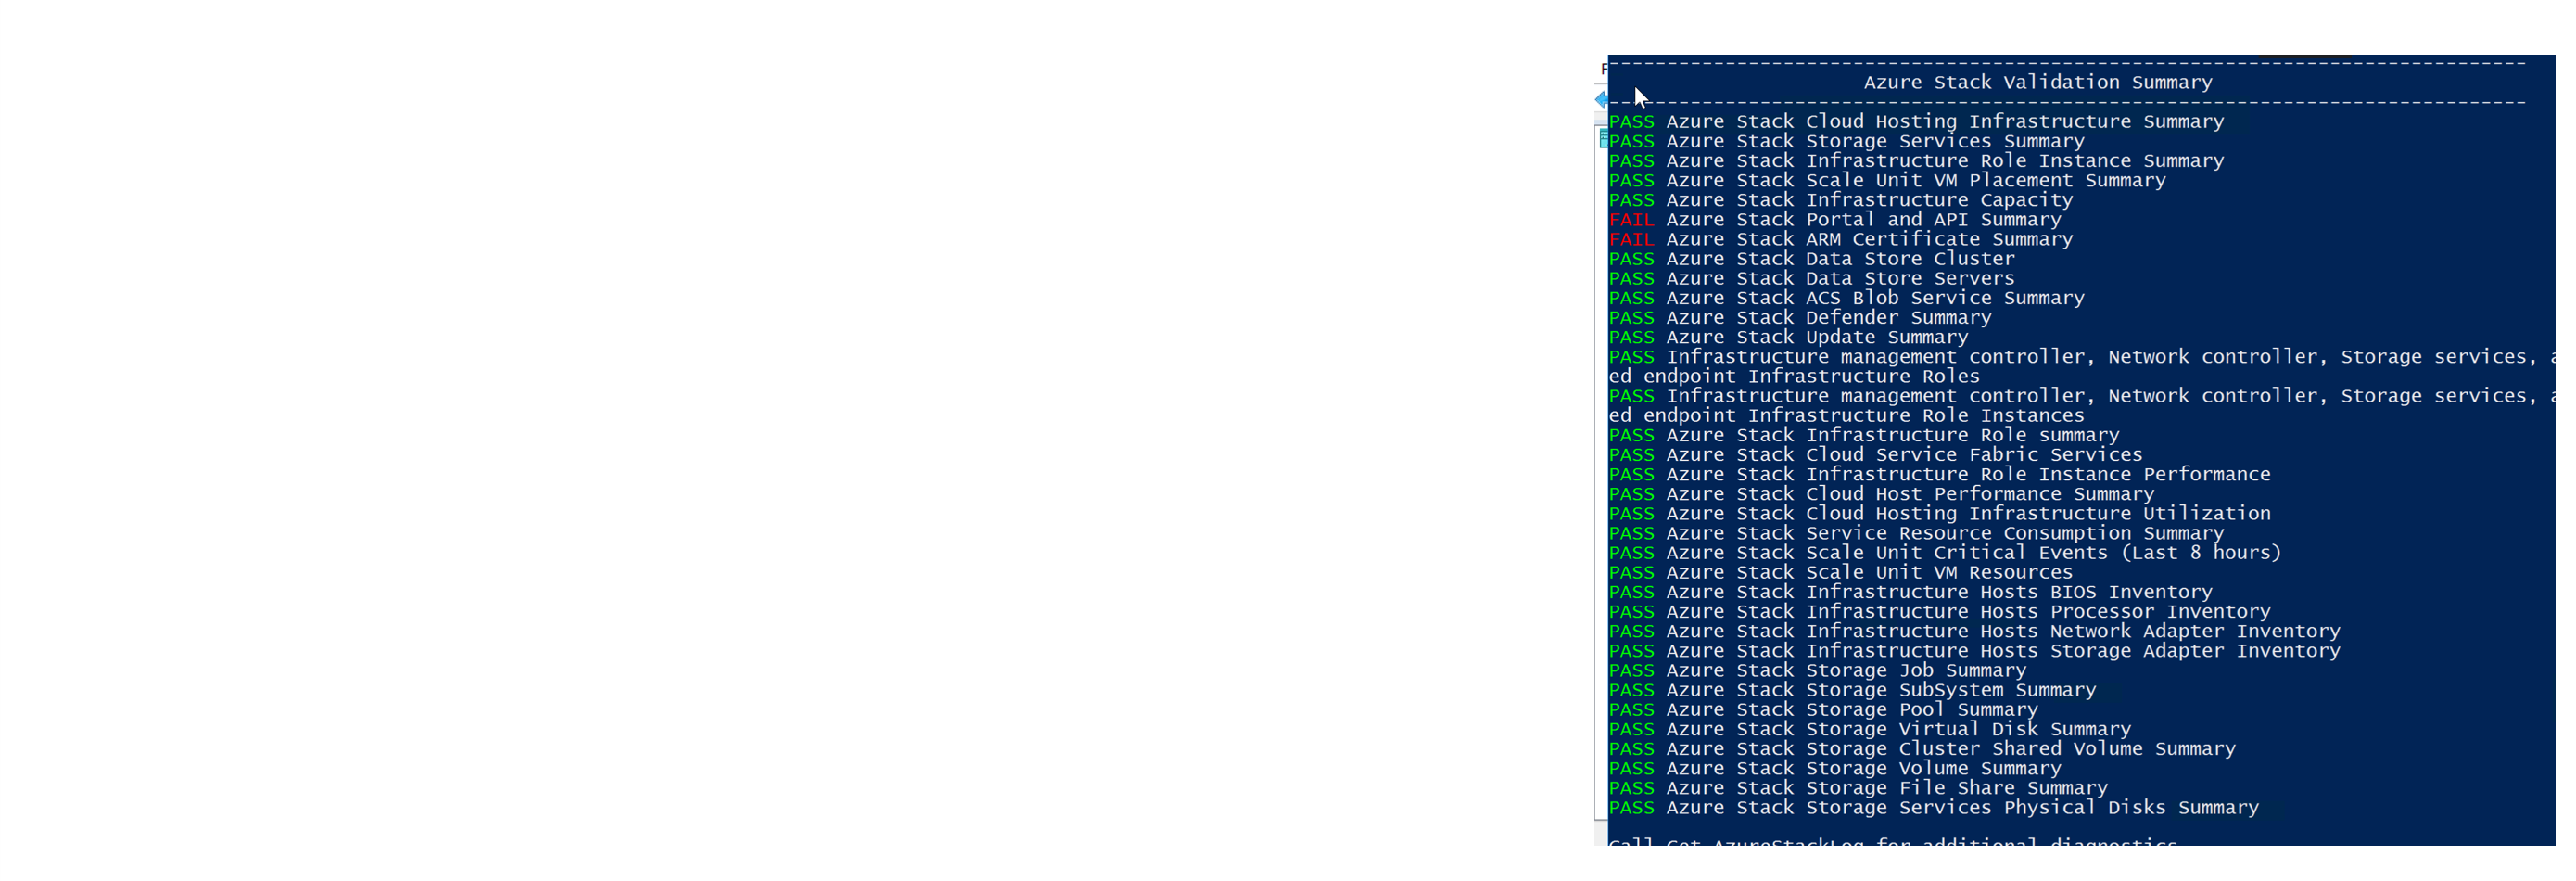 --------------------------------------------------------------------------------
Azure Stack Validation Summary
--------------------------------------------------------------------------------
PASS Azure Stack Cloud Hosting Infrastructure Summary
PASS Azure Stack Storage Services Summary
PASS Azure Stack Infrastructure Role Instance Summary
PASS Azure Stack Scale Unit VM Placement Summary
PASS Azure Stack Infrastructure Capacity
FAIL Azure Stack Portal and API Summary
FAIL Azure Stack ARM Certificate Summary
PASS Azure Stack Data Store Cluster
PASS Azure Stack Data Store Servers
PASS Azure Stack ACS Blob Service Summary
PASS Azure Stack Defender Summary
PASS Azure Stack Update Summary
PASS Infrastructure management controller, Network controller, Storage services,
ed endpoint Infrastructure Roles
PASS Infrastructure management controller, Network controller, Storage services,
ed endpoint Infrastructure Role Instances
PASS Azure Stack Infrastructure Role summary
PASS Azure Stack Cloud Service Fabric Services
PASS Azure Stack Infrastructure Role Instance Performance
PASS Azure Stack Cloud Host Performance Summary
PASS Azure Stack Cloud Hosting Infrastructure Utilization
PASS Azure Stack Service Resource Consumption Summary
PASS Azure Stack Scale Unit Critical Events (Last 8 hours)
PASS Azure Stack Scale Unit VM Resources
PASS Azure Stack Infrastructure Hosts BIOS Inventory
PASS Azure Stack Infrastructure Hosts Processor Inventory
PASS Azure Stack Infrastructure Hosts Network Adapter Inventory
PASS Azure Stack Infrastructure Hosts Storage Adapter Inventory
PASS Azure Stack Storage Job Summary
PASS Azure Stack Storage SubSystem Summary
PASS Azure Stack Storage Pool Summary
PASS Azure Stack Storage Virtual Disk Summary
PASS Azure Stack Storage Cluster Shared Volume Summary
PASS Azure Stack Storage Volume Summary
PASS Azure Stack Storage File Share Summary
PASS Azure Stack Storage Services Physical Disks Summary
Call Get-AzureStackLog for additional diagnostics